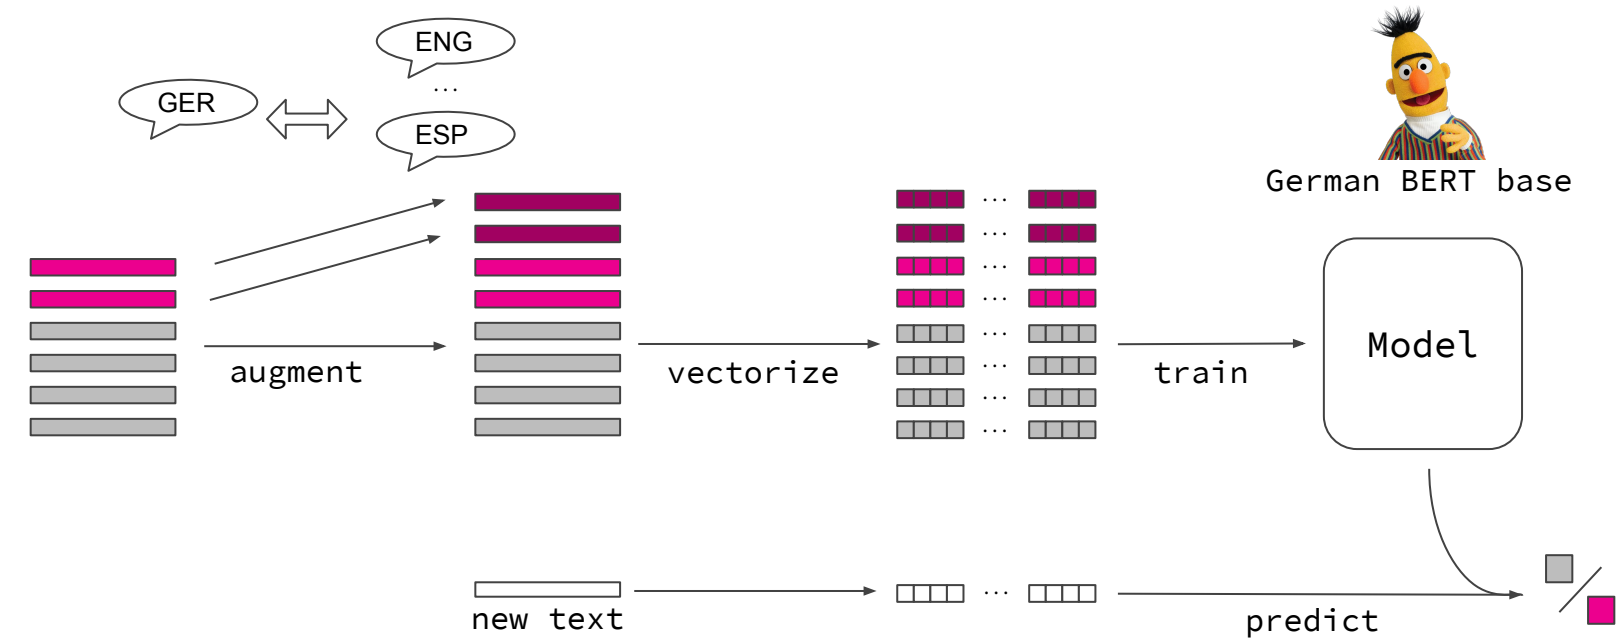 ENG
...
GER
ESP
German BERT base
... 
... 
... 
... 
... 
Model
... 
augment
vectorize
... 
train
... 
new text
... 
predict